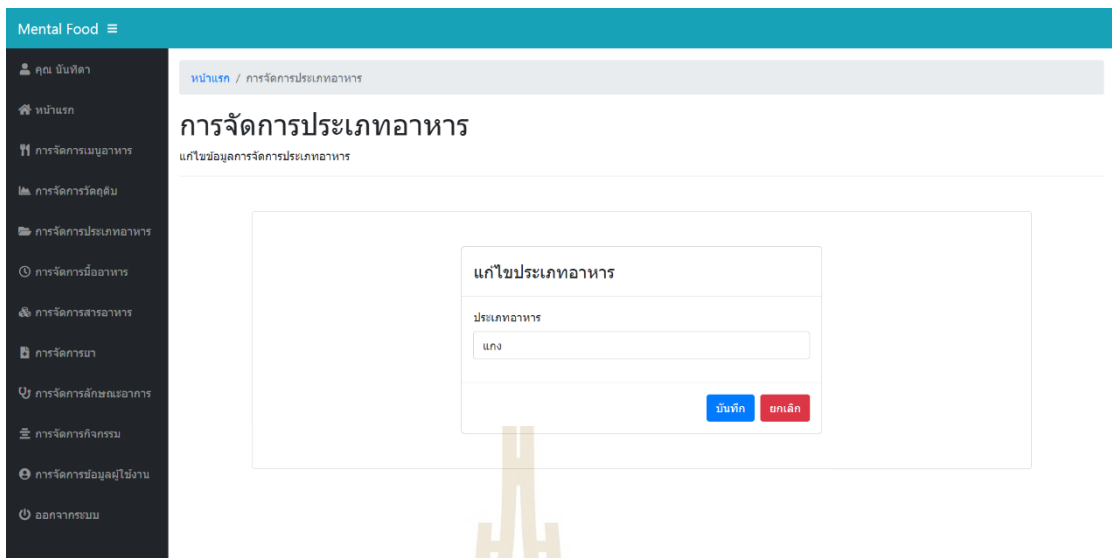 Mental Food
คุณ นันทิตา
หน้าแรก
การจัดการเมนูอาหาร
การจัดการวัตถุดิบ
การจัดการประเภทอาหาร
การจัดการมื้ออาหาร
การจัดการสารอาหาร
การจัดการยา
การจัดการลักษณะอาการ
การจัดการกิจกรรม
การจัดการข้อมูลผู้ใช้งาน
ออกจากระบบ
หน้าแรก / การจัดการประเภทอาหาร
การจัดการประเภทอาหาร
แก้ไขข้อมูลการจัดการประเภทอาหาร
แก้ไขประเภทอาหาร
ประเภทอาหาร
แกง
บันทึก ยกเลิก